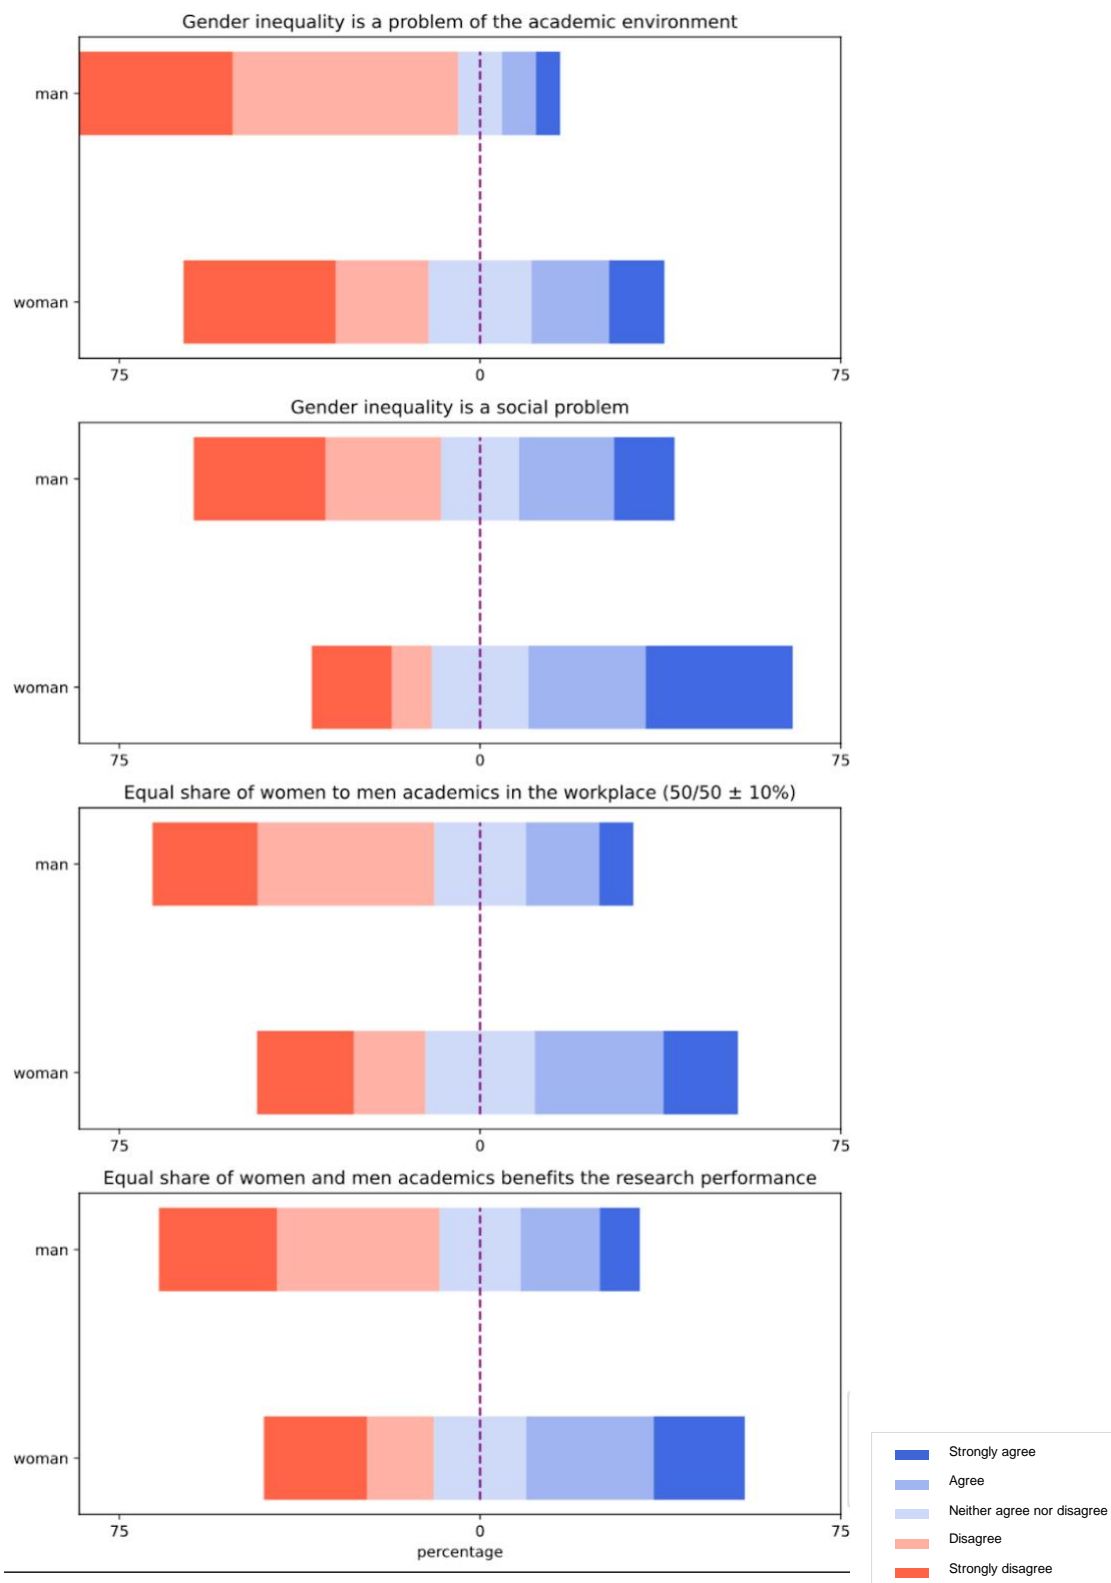 Gender inequality is a problem of the academic environment
man
woman
75 0 75
Gender inequality is a social problem
man
woman
75 0 75
Equal share of women to men academics in the workplace (50/50 ± 10%)
man
woman
75 0 75
Equal share of women and men academics benefits the research performance
man
woman
75 0 75
percentage
Strongly agree
Agree
Neither agree nor disagree
Disagree
Strongly disagree